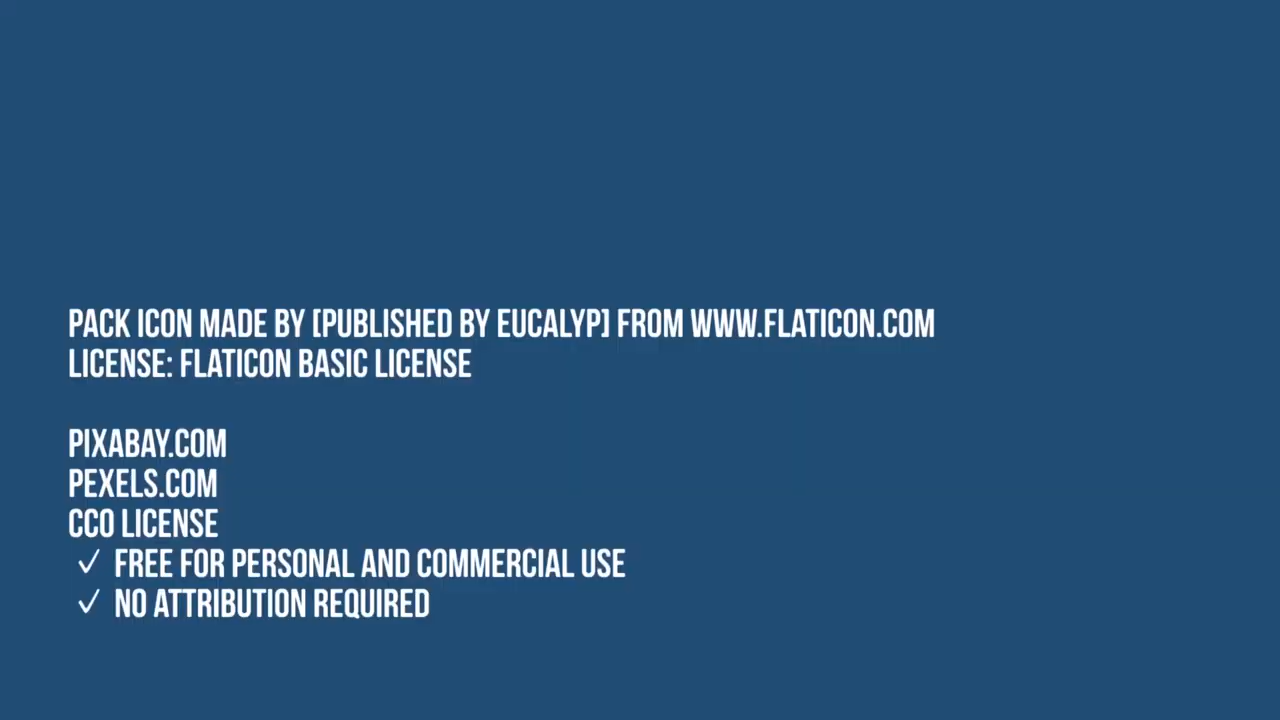 PACK ICON MADE BY [PUBLISHED BY EUCALYP] FROM WWW.FLATICON.COM
LICENSE: FLATICON BASIC LICENSE
PIXABAY.COM
PEXELS.COM
CC0 LICENSE
✓ FREE FOR PERSONAL AND COMMERCIAL USE
✓ NO ATTRIBUTION REQUIRED